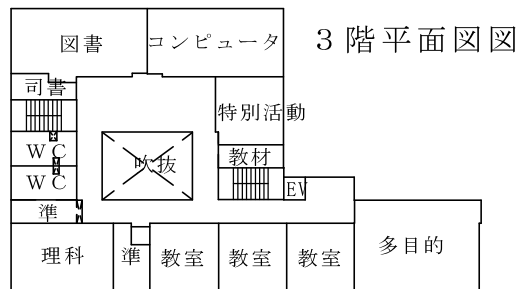 ３階平面図図
図書
コンピュータ
司書
特別活動
ＷＣ
吹抜
教材
ＷＣ
EV
準
理科
準
教室
教室
教室
多目的